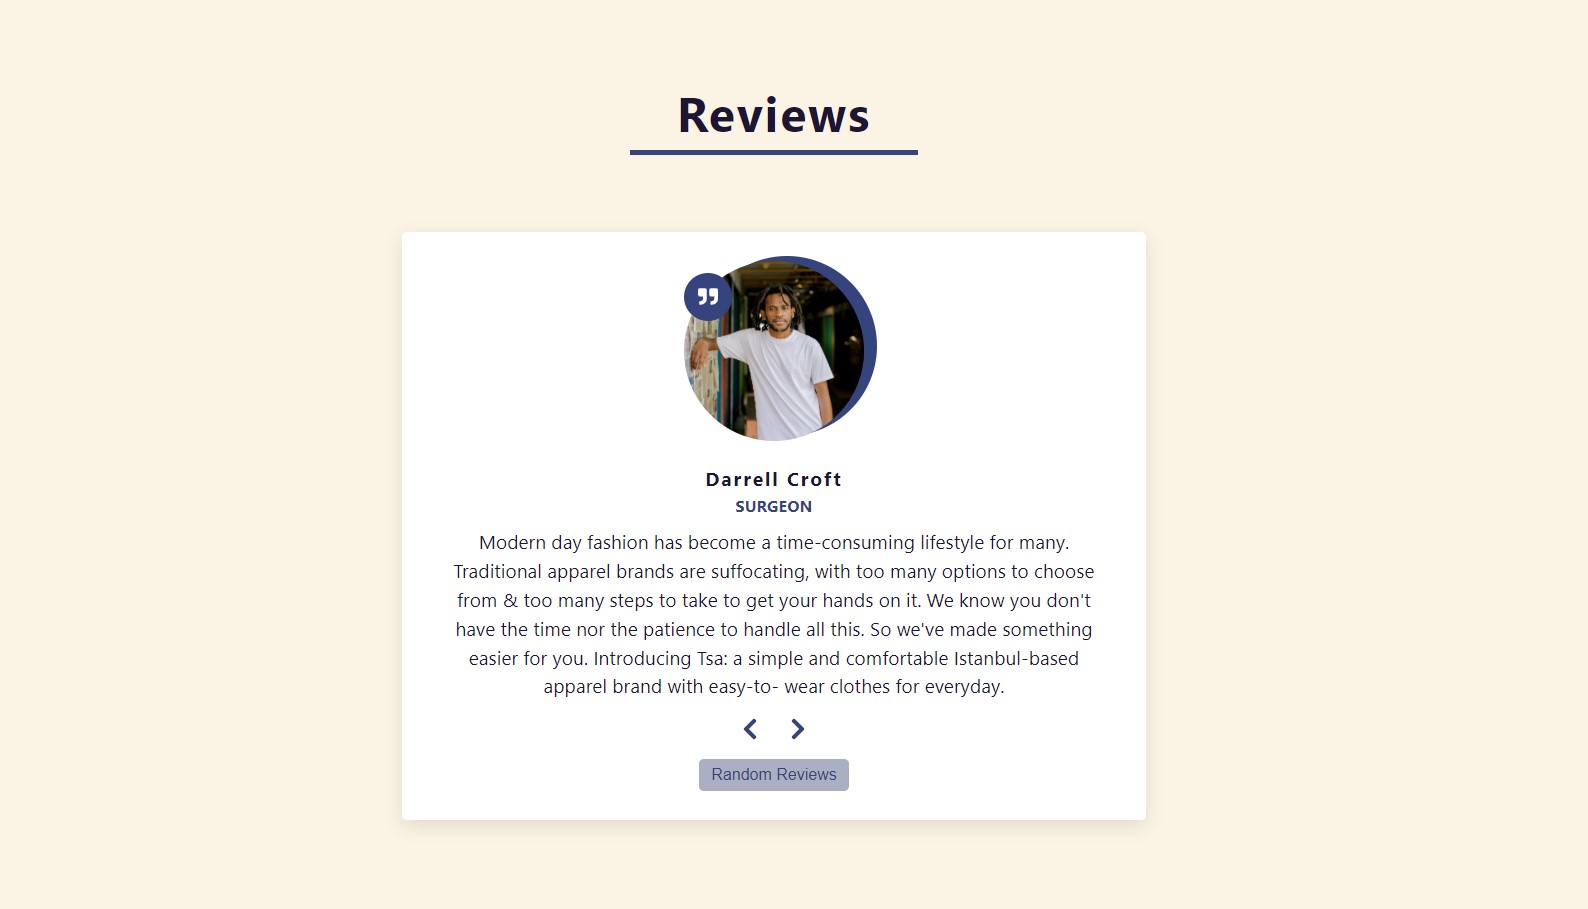 Reviews
Darrell Croft
SURGEON
Modern day fashion has become a time-consuming lifestyle for many.
Traditional apparel brands are suffocating, with too many options to choose
from & too many steps to take to get your hands on it. We know you don't
have the time nor the patience to handle all this. So we've made something
easier for you. Introducing Tsa: a simple and comfortable Istanbul-based
apparel brand with easy-to- wear clothes for everyday.
Random Reviews